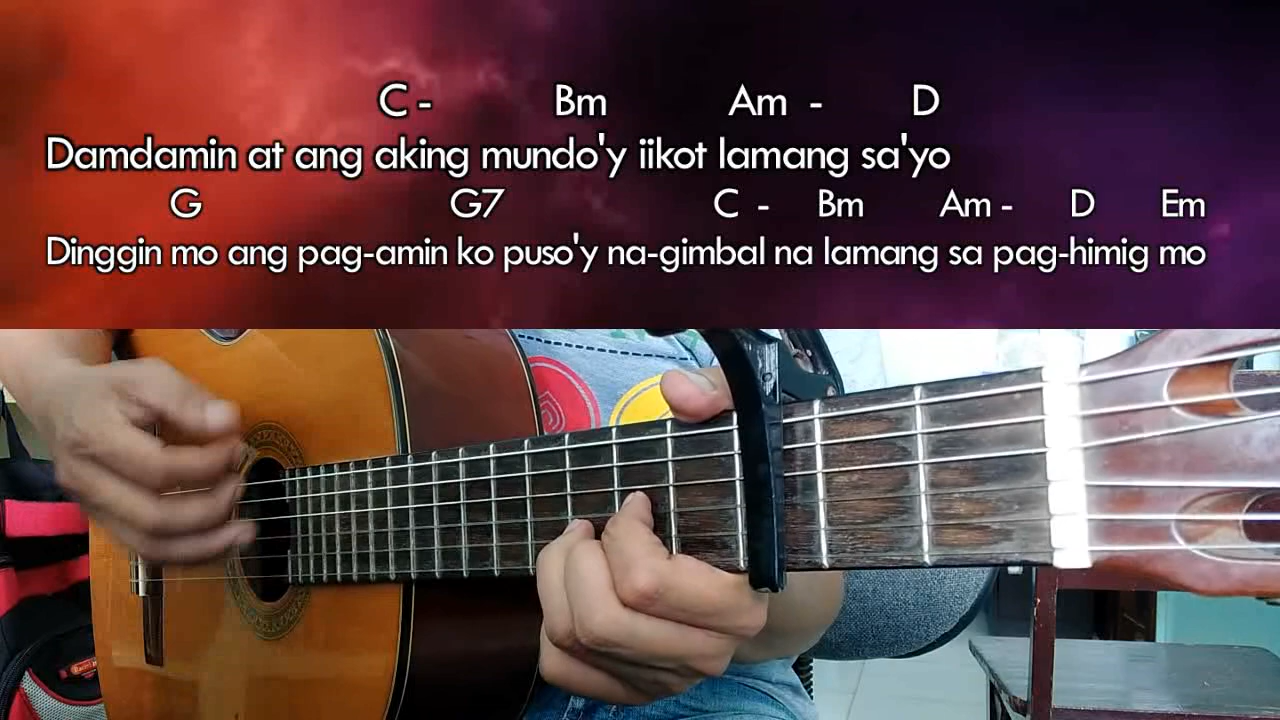 C - Bm Am - D
Damdamin at ang aking mundo'y iikot lamang sa'yo
G G7 C - Bm Am - D Em
Dinggin mo ang pag-amin ko puso'y na-gimbal na lamang sa pag-himig mo